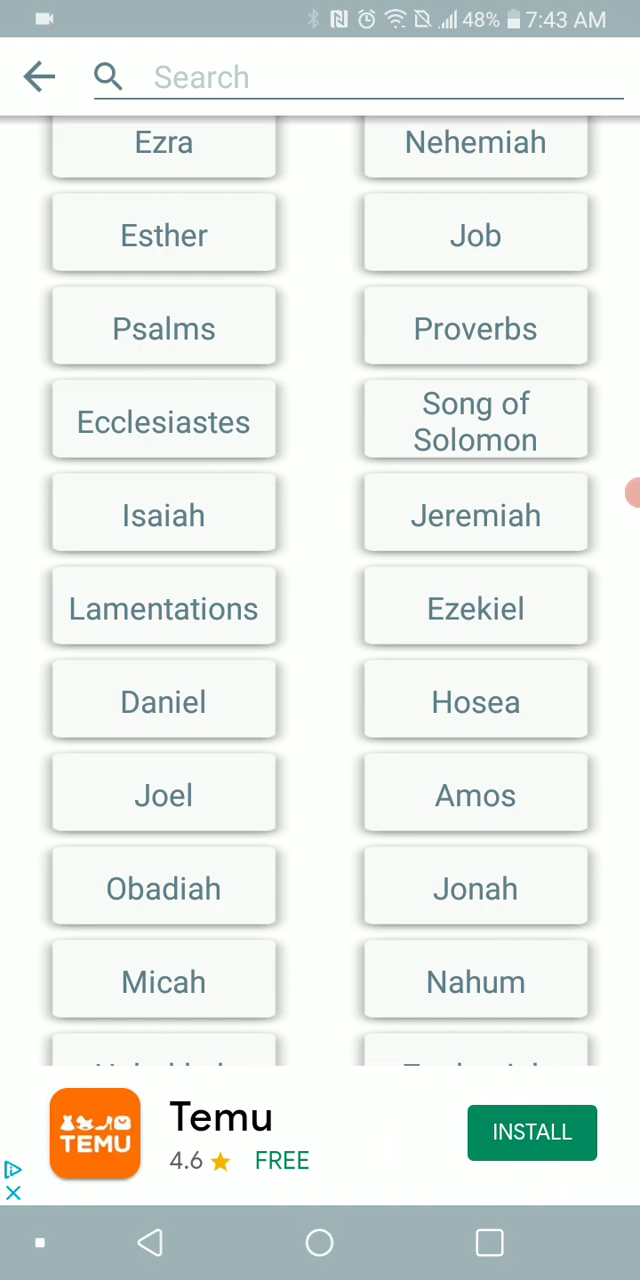 48% 7:43 AM
Search
Ezra
Nehemiah
Esther
Job
Psalms
Proverbs
Ecclesiastes
Song of
Solomon
Isaiah
Jeremiah
Lamentations
Ezekiel
Daniel
Hosea
Joel
Amos
Obadiah
Jonah
Micah
Nahum
TEMU
Temu
4.6 FREE
INSTALL